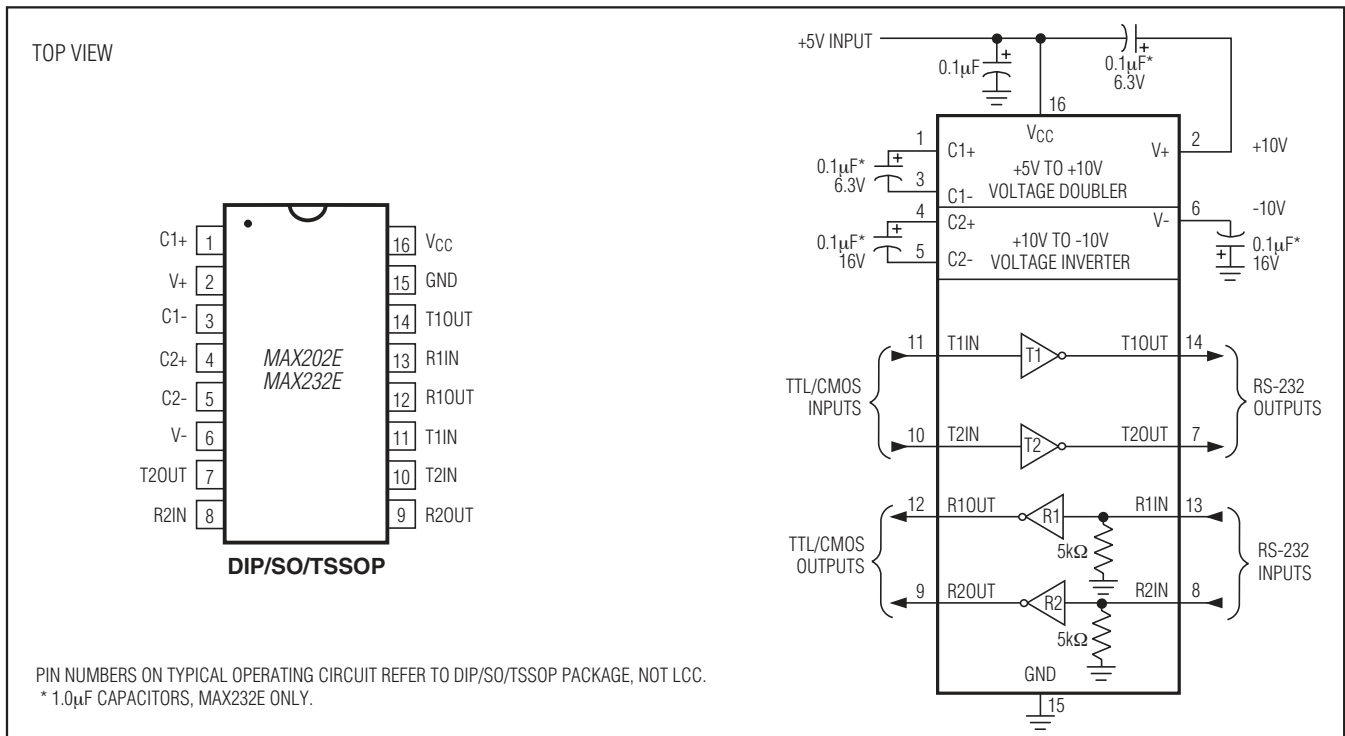 TOP VIEW
C1+ 1
V+ 2
C1- 3
C2+ 4
C2- 5
V- 6
T2OUT 7
R2IN 8
16 VCC
15 GND
14 T1OUT
13 R1IN
12 R1OUT
11 T1IN
10 T2IN
9 R2OUT
MAX202E
MAX232E
DIP/SO/TSSOP
+5V INPUT
0.1µF
+
0.1µF*
6.3V
+
16
VCC
1
C1+
+5V TO +10V
VOLTAGE DOUBLER
V+
2
+10V
0.1µF*
6.3V
+
3
C1-
4
C2+
+10V TO -10V
VOLTAGE INVERTER
V-
6
-10V
0.1µF*
16V
+
5
C2-
0.1µF*
16V
+
TTL/CMOS
INPUTS
11 T1IN T1 T1OUT 14
10 T2IN T2 T2OUT 7
RS-232
OUTPUTS
TTL/CMOS
OUTPUTS
12 R1OUT R1 R1IN 13
5kΩ
9 R2OUT R2 R2IN 8
5kΩ
RS-232
INPUTS
GND
15
PIN NUMBERS ON TYPICAL OPERATING CIRCUIT REFER TO DIP/SO/TSSOP PACKAGE, NOT LCC.
* 1.0µF CAPACITORS, MAX232E ONLY.